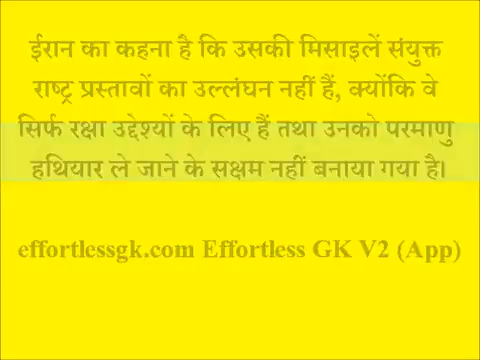 ईरान का कहना है कि उसकी मिसाइलें संयुक्त
राष्ट्र प्रस्तावों का उल्लंघन नहीं हैं, क्योंकि वे
सिर्फ रक्षा उद्देश्यों के लिए हैं तथा उनको परमाणु
हथियार ले जाने के सक्षम नहीं बनाया गया है।
effortlessgk.com Effortless GK V2 (App)